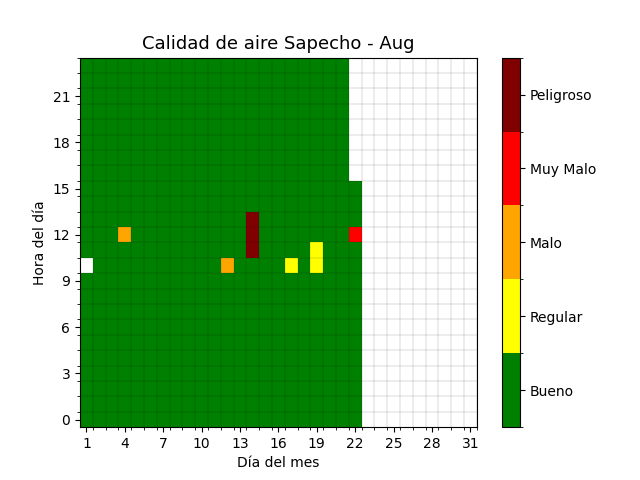 Calidad de aire Sapecho - Aug
Hora del día
21
18
15
12
9
6
3
0
1 4 7 10 13 16 19 22 25 28 31
Día del mes
Peligroso
Muy Malo
Malo
Regular
Bueno